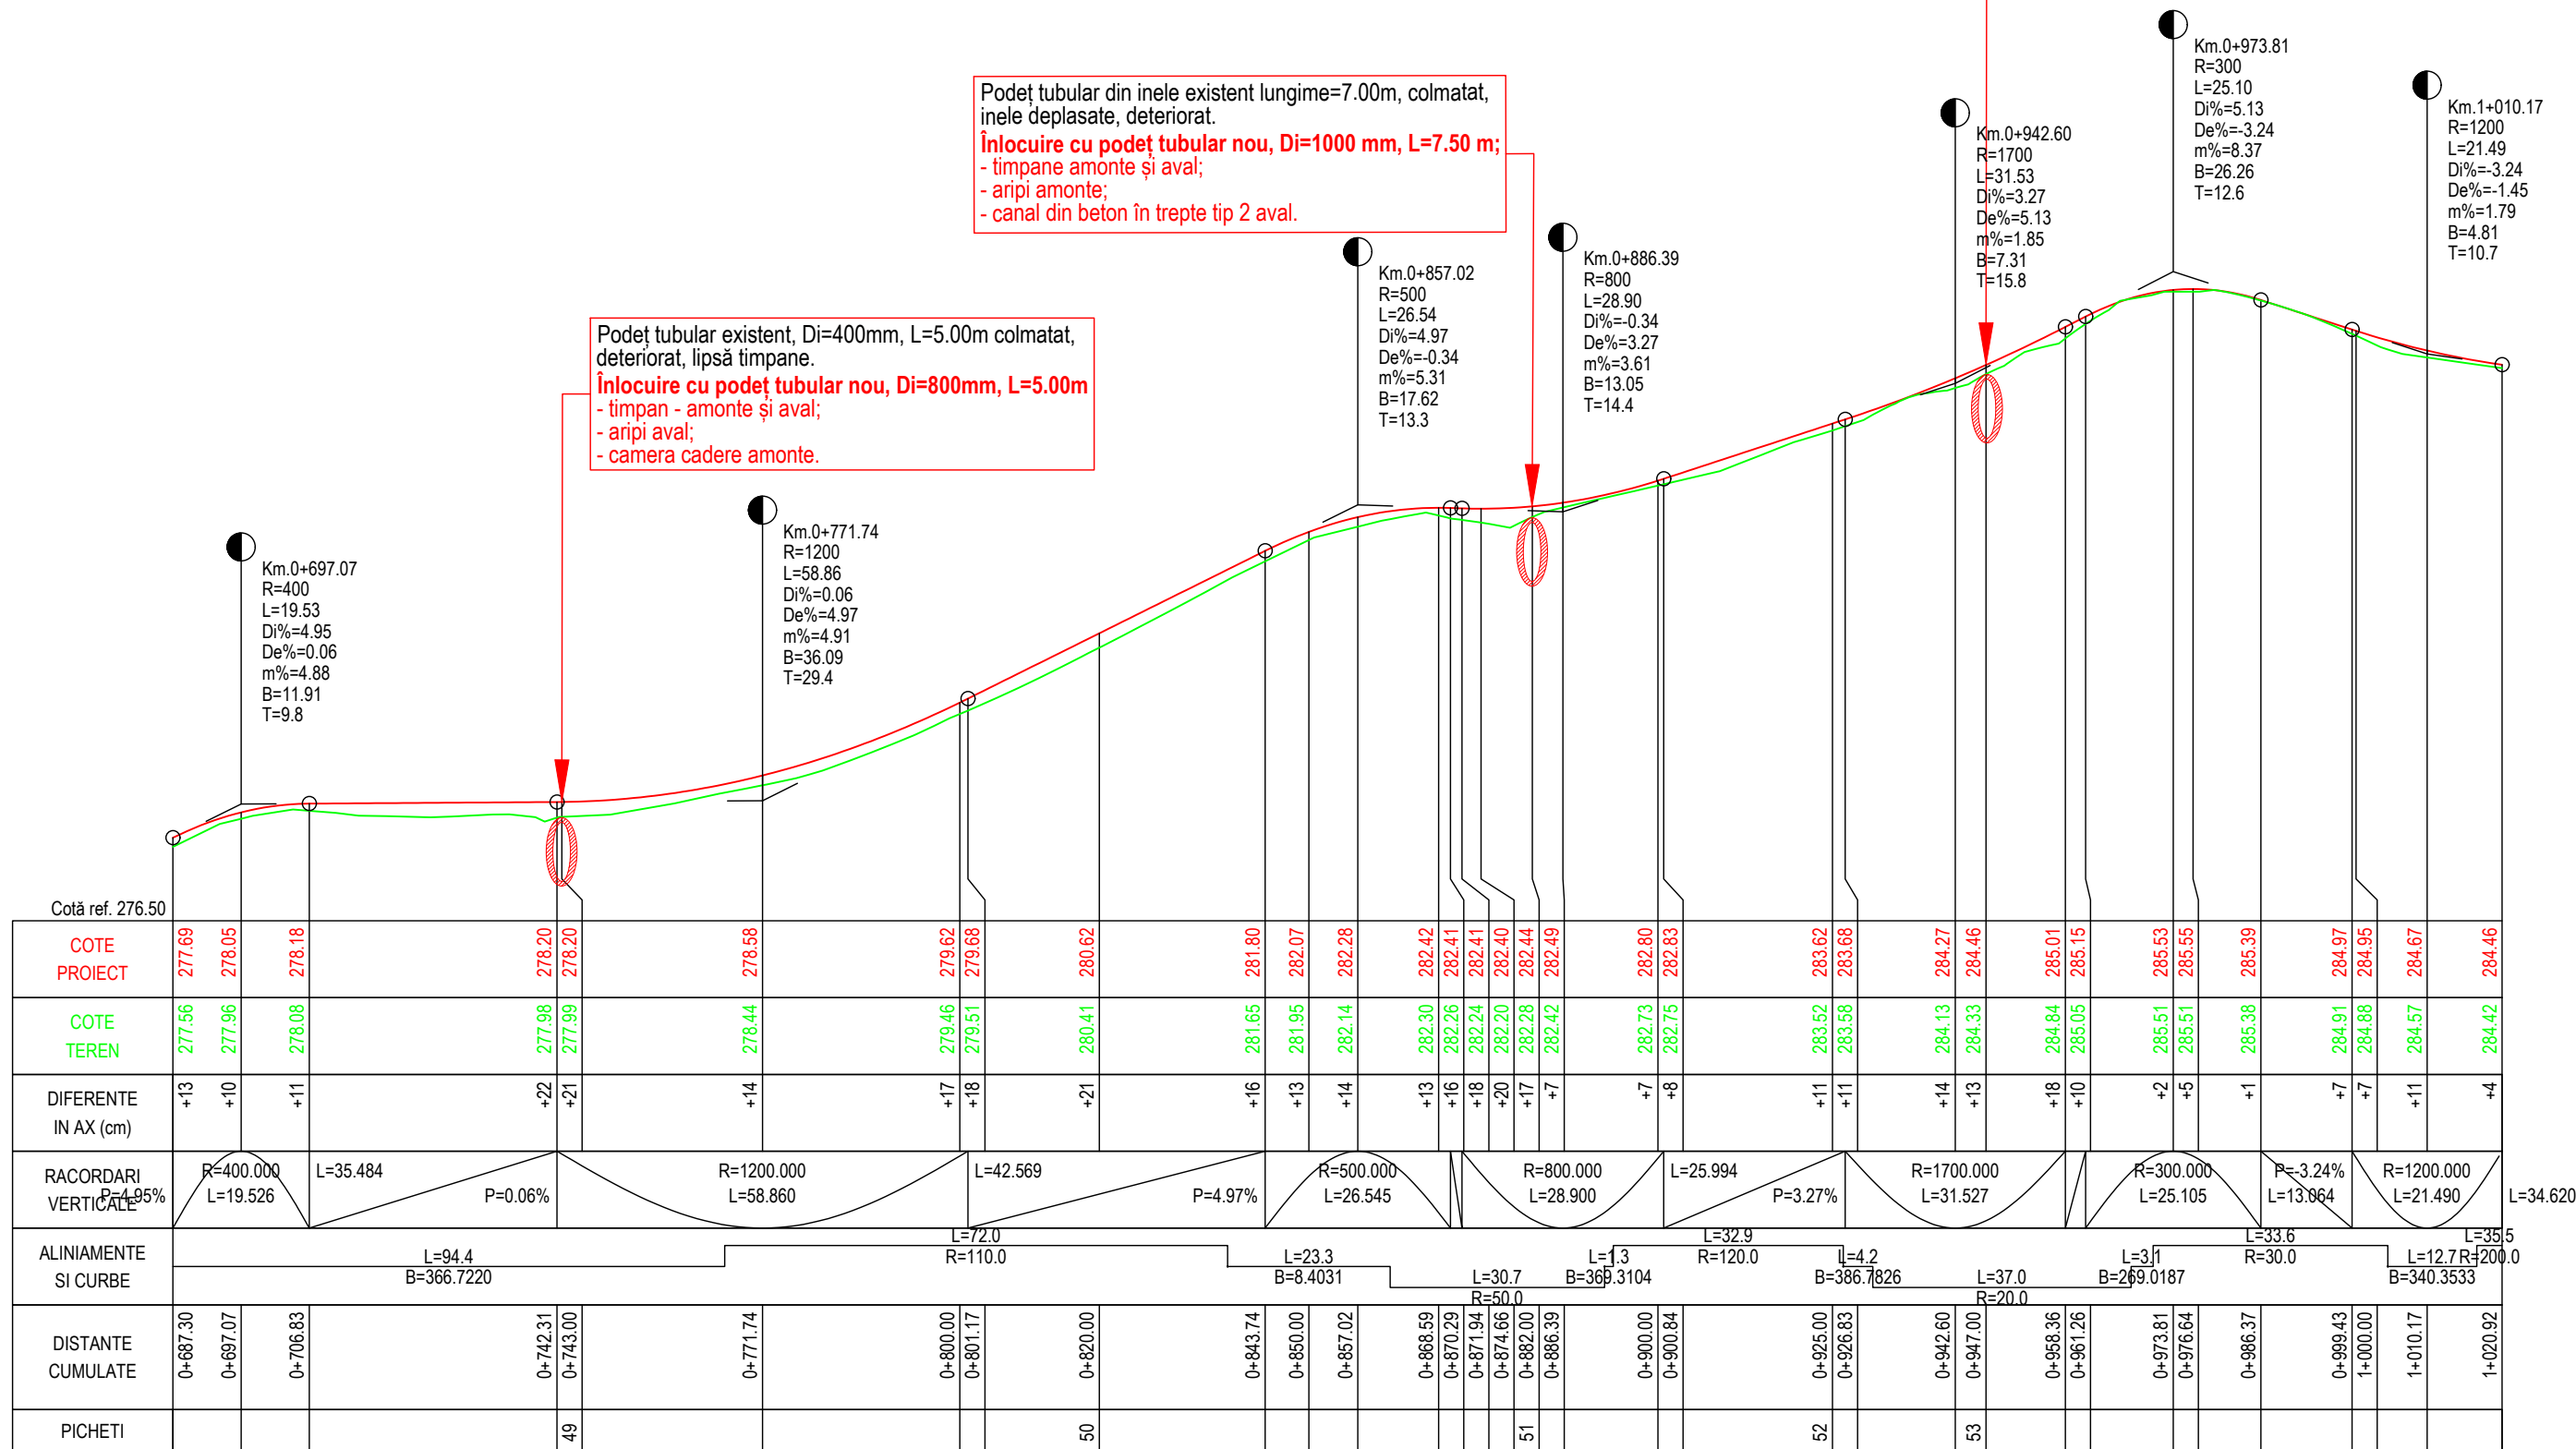 Km.0+973.81
R=300
L=25.10
Di%=5.13
De%=-3.24
m%=8.37
B=26.26
T=12.6
Podeț tubular din inele existent lungime=7.00m, colmatat,
inele deplasate, deteriorat.
Înlocuire cu podeț tubular nou, Di=1000 mm, L=7.50 m;
- timpane amonte și aval;
- aripi amonte;
- canal din beton în trepte tip 2 aval.
Km.1+010.17
R=1200
L=21.49
Di%=-3.24
De%=-1.45
m%=1.79
B=4.81
T=10.7
Km.0+942.60
R=1700
L=31.53
Di%=3.27
De%=5.13
m%=1.85
B=7.31
T=15.8
Km.0+886.39
R=800
L=28.90
Di%=-0.34
De%=3.27
m%=3.61
B=13.05
T=14.4
Km.0+857.02
R=500
L=26.54
Di%=4.97
De%=-0.34
m%=5.31
B=17.62
T=13.3
Podeț tubular existent, Di=400mm, L=5.00m colmatat,
deteriorat, lipsă timpane.
Înlocuire cu podeț tubular nou, Di=800mm, L=5.00m
- timpan - amonte și aval;
- aripi aval;
- camera cadere amonte.
Km.0+771.74
R=1200
L=58.86
Di%=0.06
De%=4.97
m%=4.91
B=36.09
T=29.4
Km.0+697.07
R=400
L=19.53
Di%=4.95
De%=0.06
m%=4.88
B=11.91
T=9.8
Cotă ref. 276.50
COTE
PROIECT
277.69 278.05 278.18 278.20 278.20 278.58 279.62 279.68 280.62 281.80 282.07 282.28 282.42 282.41 282.41 282.40 282.44 282.49 282.80 282.83 283.62 283.68 284.27 284.46 285.01 285.15 285.53 285.55 285.39 284.97 284.95 284.67 284.46
COTE
TEREN
277.56 277.96 278.08 277.98 277.99 278.44 279.46 279.51 280.41 281.65 281.95 282.14 282.30 282.26 282.24 282.20 282.28 282.42 282.73 282.75 283.52 283.58 284.13 284.33 284.84 285.05 285.51 285.51 285.38 284.91 284.88 284.57 284.42
DIFERENTE
IN AX (cm)
+13 +10 +11 +22 +21 +14 +17 +18 +21 +16 +13 +14 +13 +16 +18 +20 +17 +7 +7 +8 +11 +11 +14 +13 +18 +10 +2 +5 +1 +7 +7 +11 +4
RACORDARI
VERTICALE
P=4.95%
R=400.000
L=19.526
L=35.484
P=0.06%
R=1200.000
L=58.860
L=42.569
P=4.97%
R=500.000
L=26.545
R=800.000
L=28.900
L=25.994
P=3.27%
R=1700.000
L=31.527
R=300.000
L=25.105
P=-3.24%
L=13.064
R=1200.000
L=21.490
L=34.620
ALINIAMENTE
SI CURBE
L=94.4
B=366.7220
L=72.0
R=110.0
L=23.3
B=8.4031
L=30.7
R=50.0
L=1.3
B=369.3104
L=32.9
R=120.0
L=4.2
B=386.7826
L=37.0
R=20.0
L=3.1
B=269.0187
L=33.6
R=30.0
L=12.7
B=340.3533
L=35.5
R=200.0
DISTANTE
CUMULATE
0+687.30 0+697.07 0+706.83 0+742.31 0+743.00 0+771.74 0+800.00 0+801.17 0+820.00 0+843.74 0+850.00 0+857.02 0+868.59 0+870.29 0+871.94 0+874.66 0+882.00 0+886.39 0+900.00 0+900.84 0+925.00 0+926.83 0+942.60 0+947.00 0+958.36 0+961.26 0+973.81 0+976.64 0+986.37 0+999.43 1+000.00 1+010.17 1+020.92
PICHETI
49 50 51 52 53